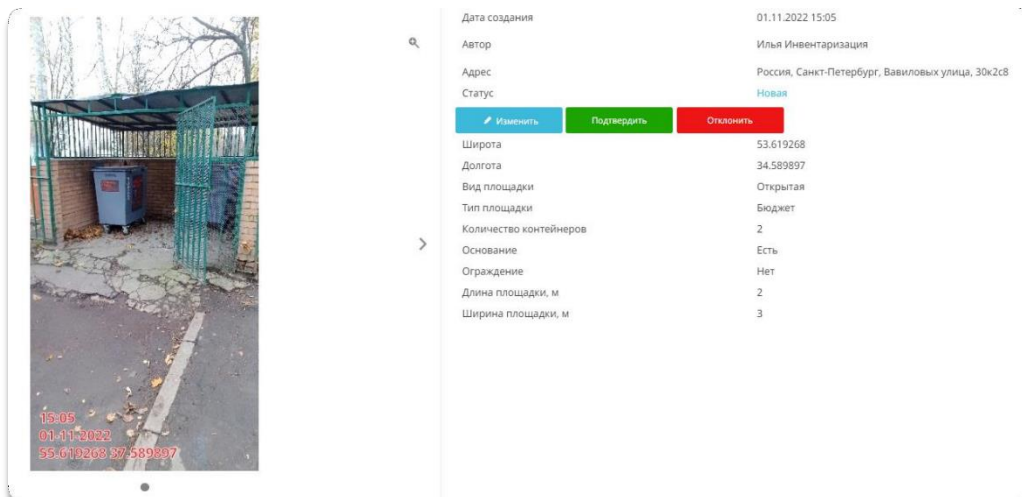 Дата создания 01.11.2022 15:05
Автор Илья Инвентаризация
Адрес Россия, Санкт-Петербург, Вавиловых улица, 30к2с8
Статус Новая
Изменить Подтвердить Отклонить
Широта 53.619268
Долгота 34.589897
Вид площадки Открытая
Тип площадки Бюджет
Количество контейнеров 2
Основание Есть
Ограждение Нет
Длина площадки, м 2
Ширина площадки, м 3
15:05
01-11-2022
55.619268 37.589897